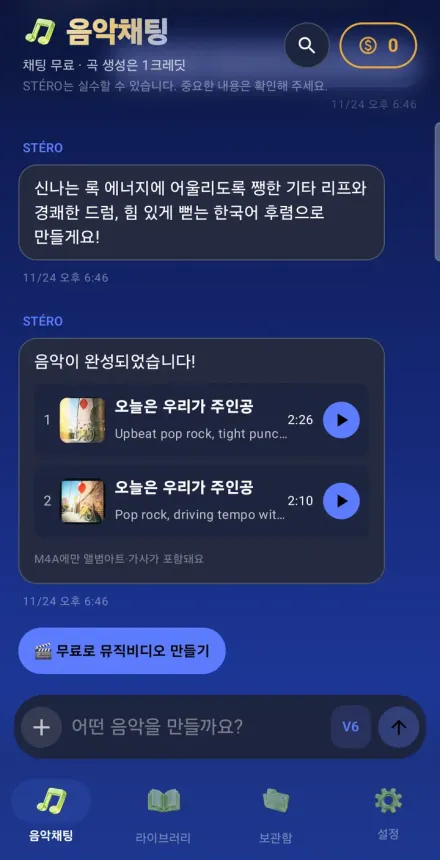 음악채팅
0
채팅 무료 · 곡 생성은 1크레딧
STÉRO는 실수할 수 있습니다. 중요한 내용은 확인해 주세요.
11/24 오후 6:46
STÉRO
신나는 록 에너지에 어울리도록 쨍한 기타 리프와
경쾌한 드럼, 힘 있게 뻗는 한국어 후렴으로
만들게요!
11/24 오후 6:46
STÉRO
음악이 완성되었습니다!
1
오늘은 우리가 주인공
Upbeat pop rock, tight punc...
2:26
2
오늘은 우리가 주인공
Pop rock, driving tempo wit...
2:10
M4A에만 앨범아트·가사가 포함돼요
11/24 오후 6:46
🎬 무료로 뮤직비디오 만들기
어떤 음악을 만들까요?
V6
음악채팅
라이브러리
보관함
설정